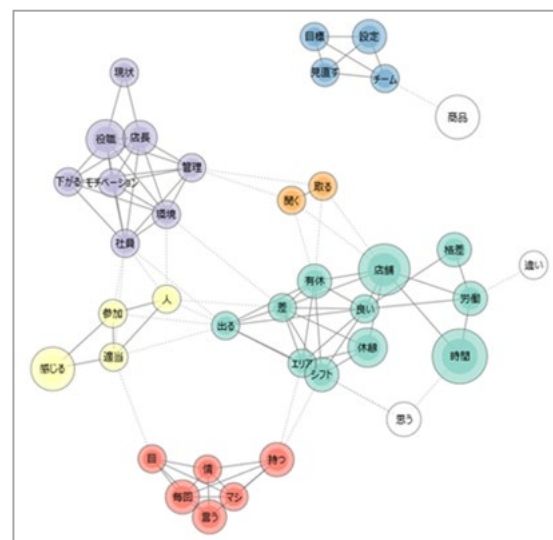 目標
設定
現状
見直す
チーム
商品
役職
店長
管理
下がる
モチベーション
聞く
取る
環境
社員
格差
店舗
違い
有休
人
労働
差
良い
参加
出る
休録
時間
適当
エリア
シフト
感じる
思う
目
僕
持つ
毎回
マシ
言う